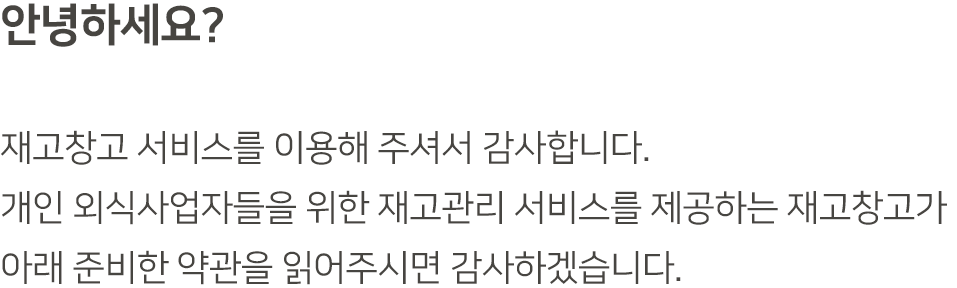 안녕하세요?
재고창고 서비스를 이용해 주셔서 감사합니다.
개인 외식사업자들을 위한 재고관리 서비스를 제공하는 재고창고가
아래 준비한 약관을 읽어주시면 감사하겠습니다.